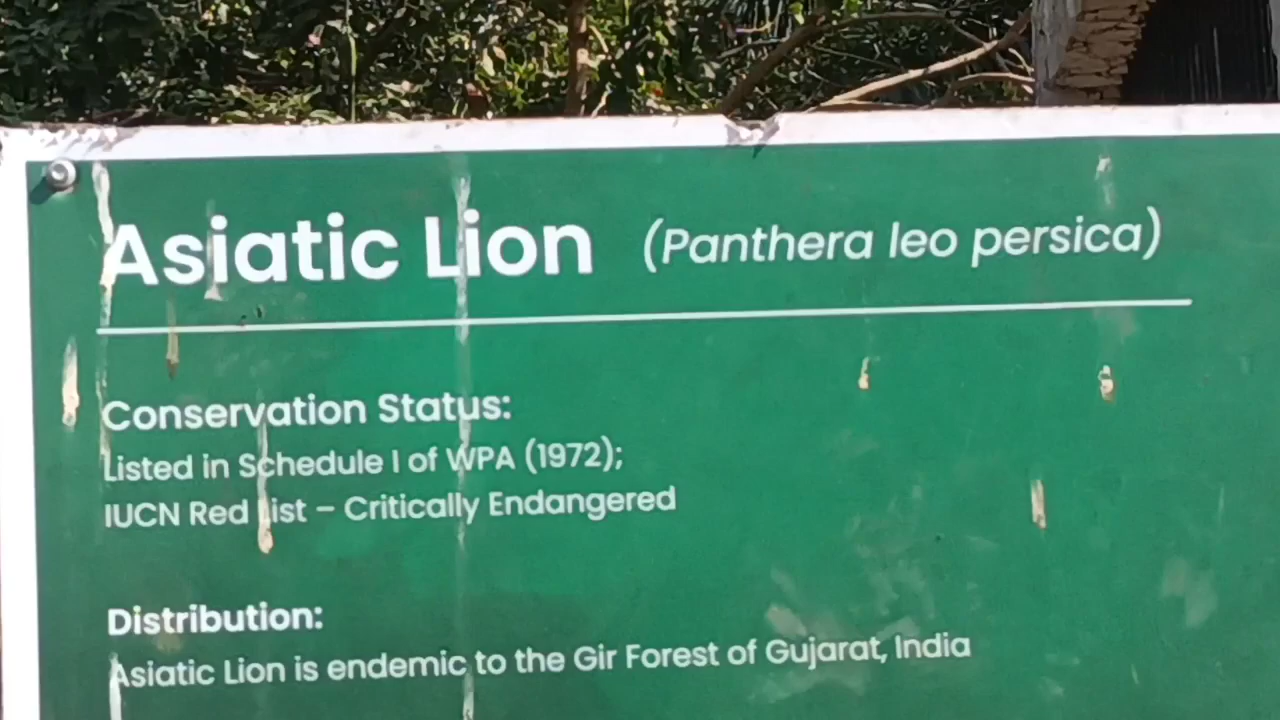 Asiatic Lion (Panthera leo persica)
Conservation Status:
Listed in Schedule I of WPA (1972);
IUCN Red List – Critically Endangered
Distribution:
Asiatic Lion is endemic to the Gir Forest of Gujarat, India